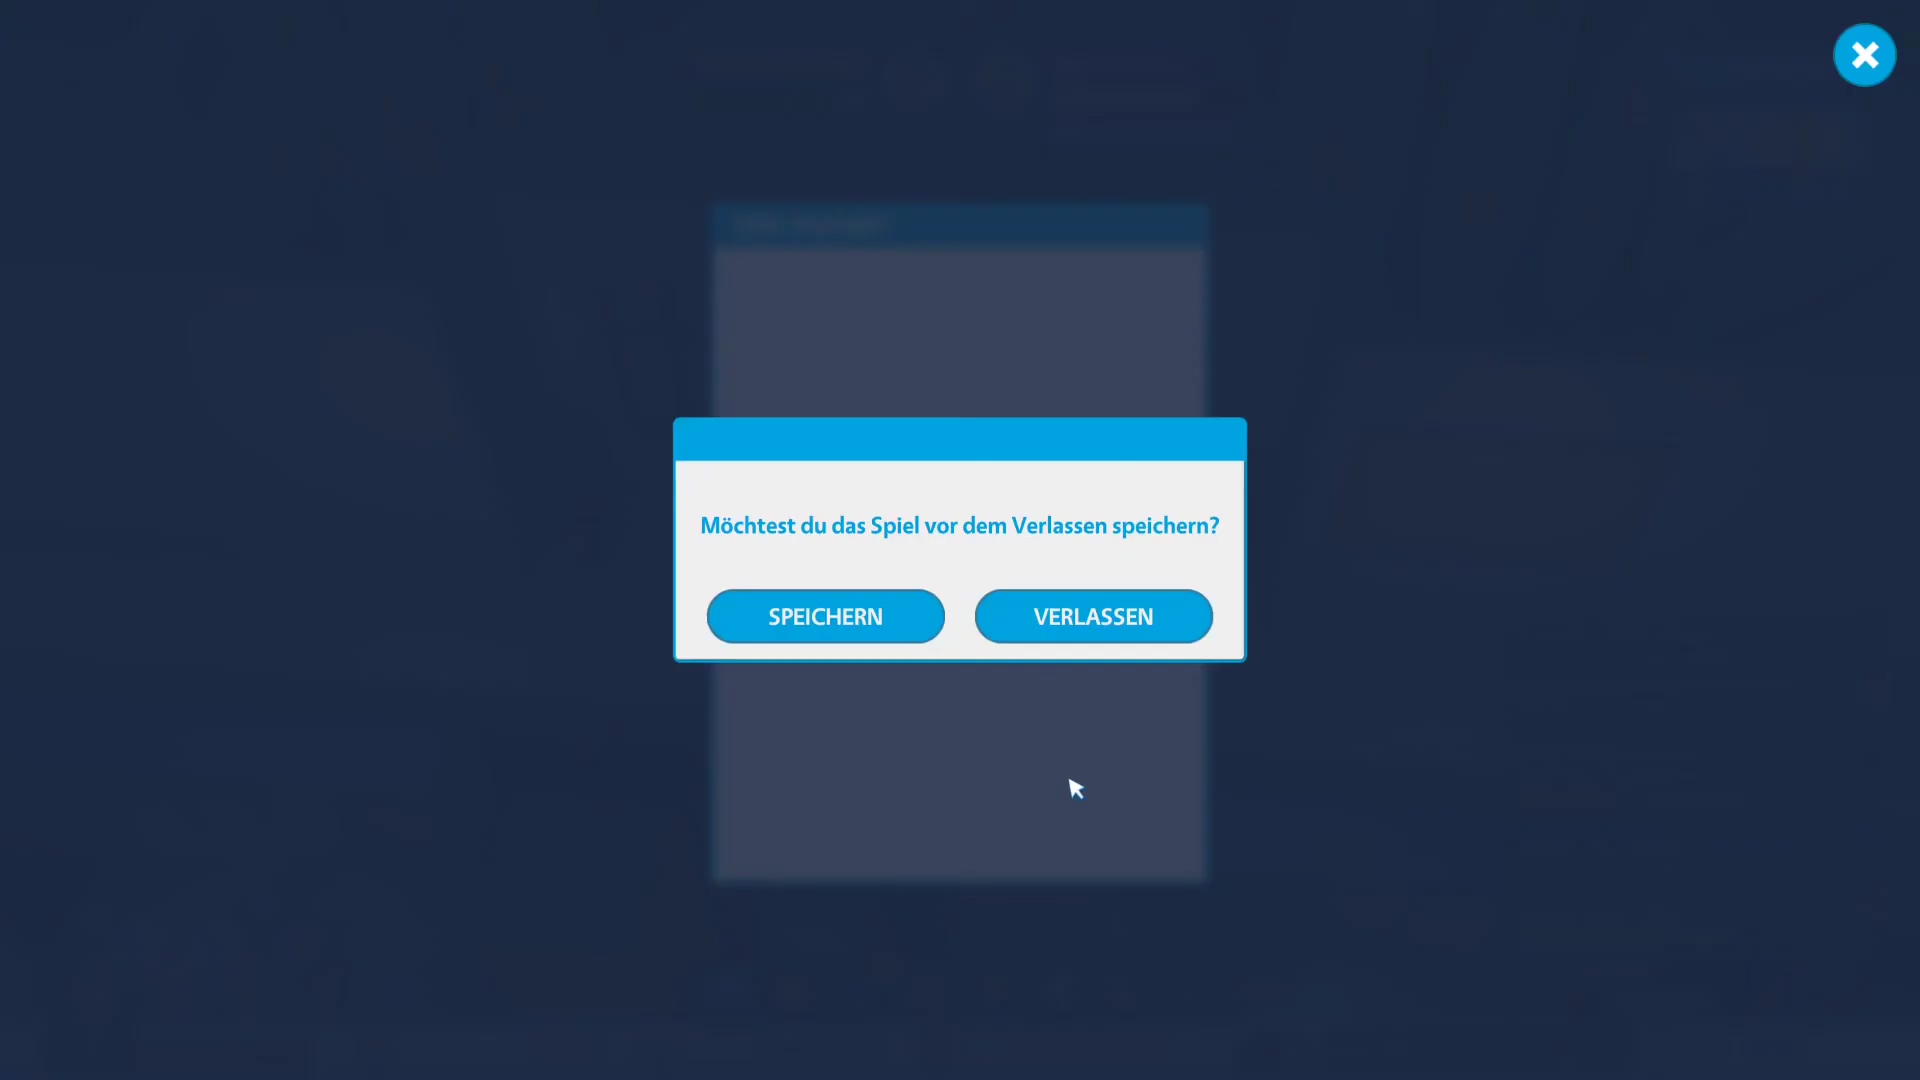 Möchtest du das Spiel vor dem Verlassen speichern?
SPEICHERN
VERLASSEN